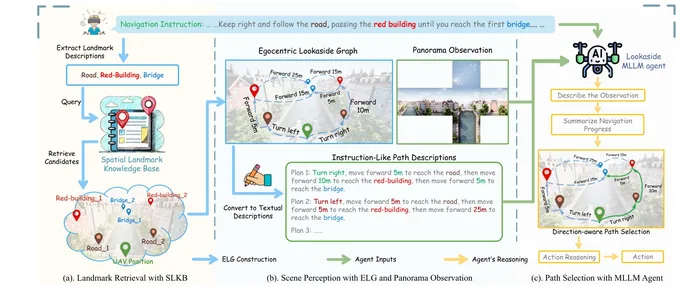 Navigation Instruction: ... ...Keep right and follow the road, passing the red building until you reach the first bridge.... ...
Extract Landmark
Descriptions
Road, Red-Building, Bridge
Query
Spatial Landmark
Knowledge Base
Retrieve
Candidates
Red-building_1
Bridge_2
Red-building_2
Bridge_1
Road_1
Road_2
UAV Position
Egocentric Lookaside Graph
Panorama Observation
Forward 25m
Forward 15m
Forward 15m
Forward
5m
Forward
10m
Forward 5m
Turn left
Turn right
Convert to Textual
Descriptions
Instruction-Like Path Descriptions
Plan 1: Turn right, move forward 5m to reach the road, then move
forward 10m to reach the red-building, then move forward 5m to
reach the bridge.
Plan 2: Turn left, move forward 5m to reach the road, then move
forward 5m to reach the red-building, then move forward 25m to
reach the bridge.
Plan 3: ......
AI
Lookaside
MLLM agent
Describe the Observation
Summarize Navigation
Progress
Forward
5m
Forward
10m
Turn left
Turn right
Direction-aware Path Selection
Action Reasoning
Action
ELG Construction
Agent Inputs
Agent's Reasoning
(a). Landmark Retrieval with SLKB
(b). Scene Perception with ELG and Panorama Observation
(c). Path Selection with MLLM Agent